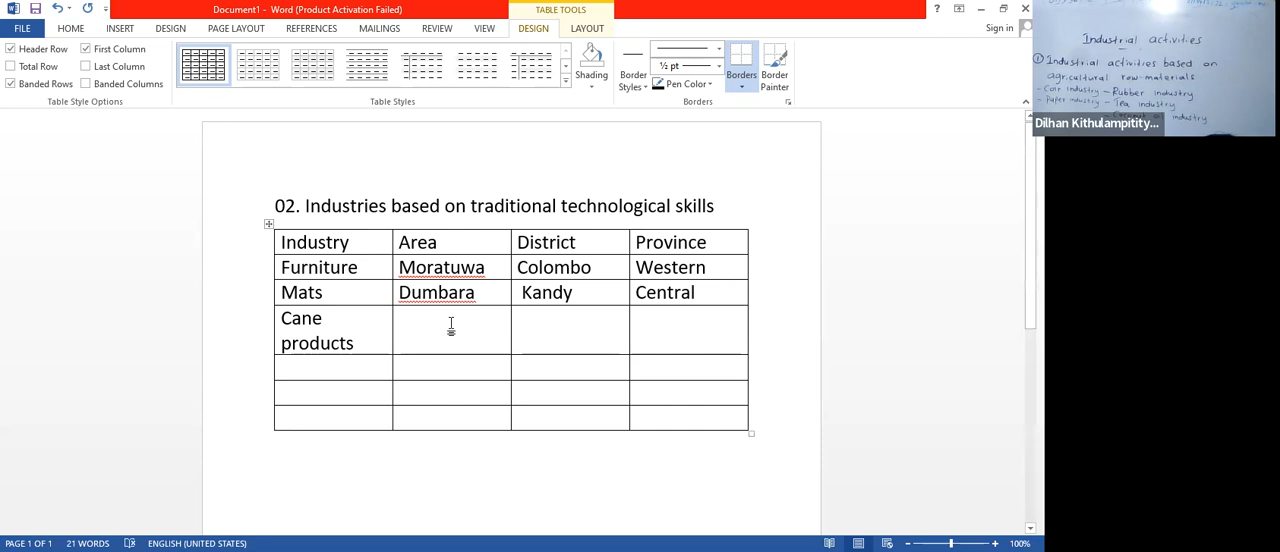 Document1 - Word (Product Activation Failed)
TABLE TOOLS
FILE HOME INSERT DESIGN PAGE LAYOUT REFERENCES MAILINGS REVIEW VIEW DESIGN LAYOUT Sign in
Header Row First Column
Total Row Last Column
Banded Rows Banded Columns
Table Style Options
Table Styles
Shading
Border Styles
½ pt
Pen Color
Borders
Border Painter
Borders
02. Industries based on traditional technological skills
Industry Area District Province
Furniture Moratuwa Colombo Western
Mats Dumbara Kandy Central
Cane products
PAGE 1 OF 1 21 WORDS ENGLISH (UNITED STATES) 100%
Industrial activities
① Industrial activities based on
agricultural row-materials
- Coir industry - Rubber industry
- Paper industry - Tea industry
industry
Dilhan Kithulampitity...